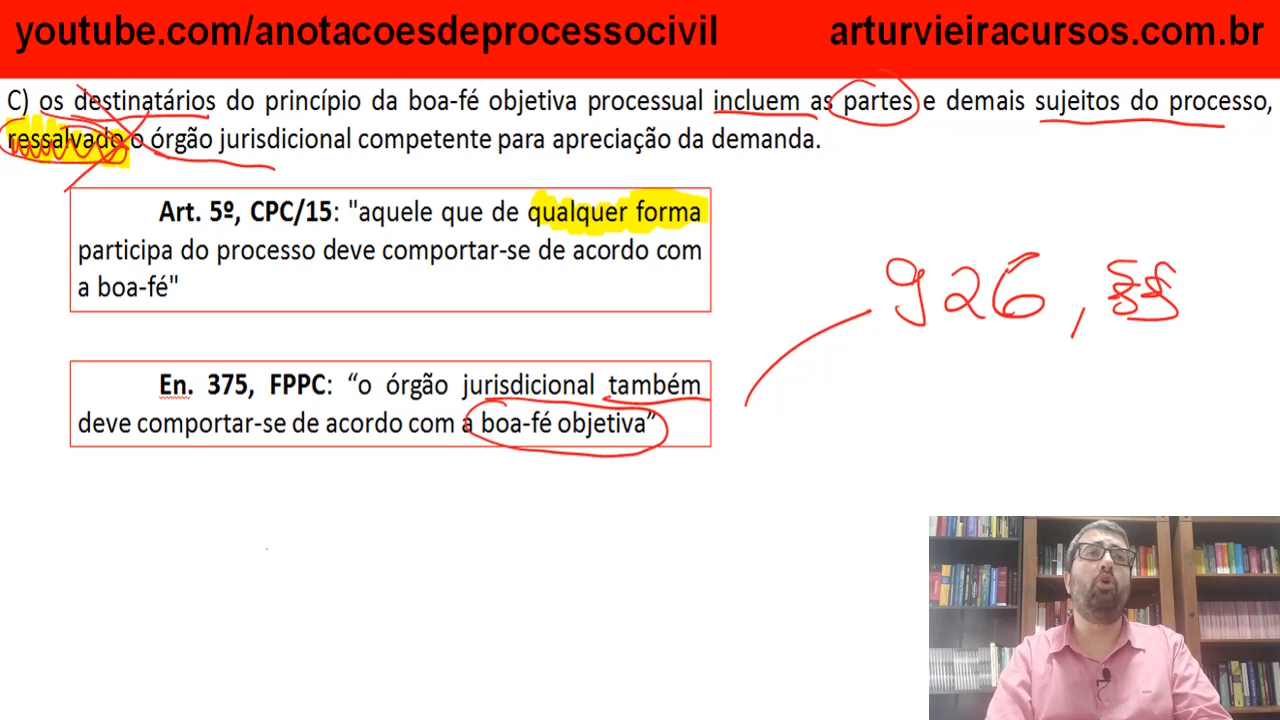 youtube.com/anotacoesdeprocessocivil arturvieiracursos.com.br
C) os destinatários do princípio da boa-fé objetiva processual incluem as partes e demais sujeitos do processo,
ressalvado o órgão jurisdicional competente para apreciação da demanda.
Art. 5º, CPC/15: "aquele que de qualquer forma
participa do processo deve comportar-se de acordo com
a boa-fé"
926, §§
En. 375, FPPC: “o órgão jurisdicional também
deve comportar-se de acordo com a boa-fé objetiva”